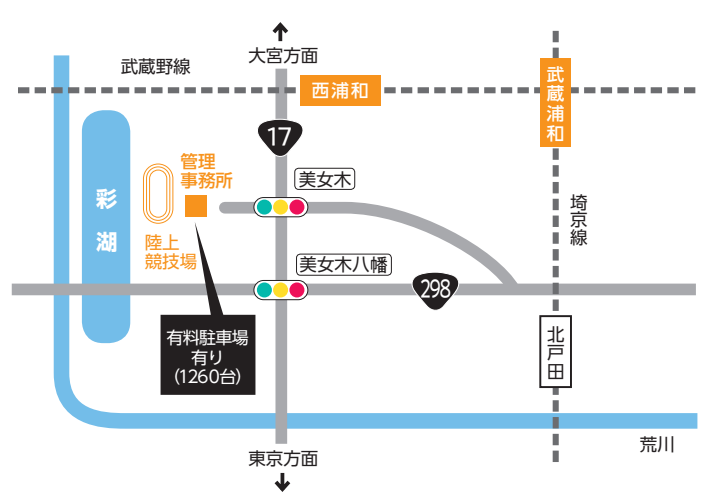 大宮方面
武蔵野線
西浦和
武蔵浦和
17
管理
事務所
美女木
彩湖
埼京線
陸上
競技場
美女木八幡
298
有料駐車場
有り
(1260台)
北戸田
荒川
東京方面